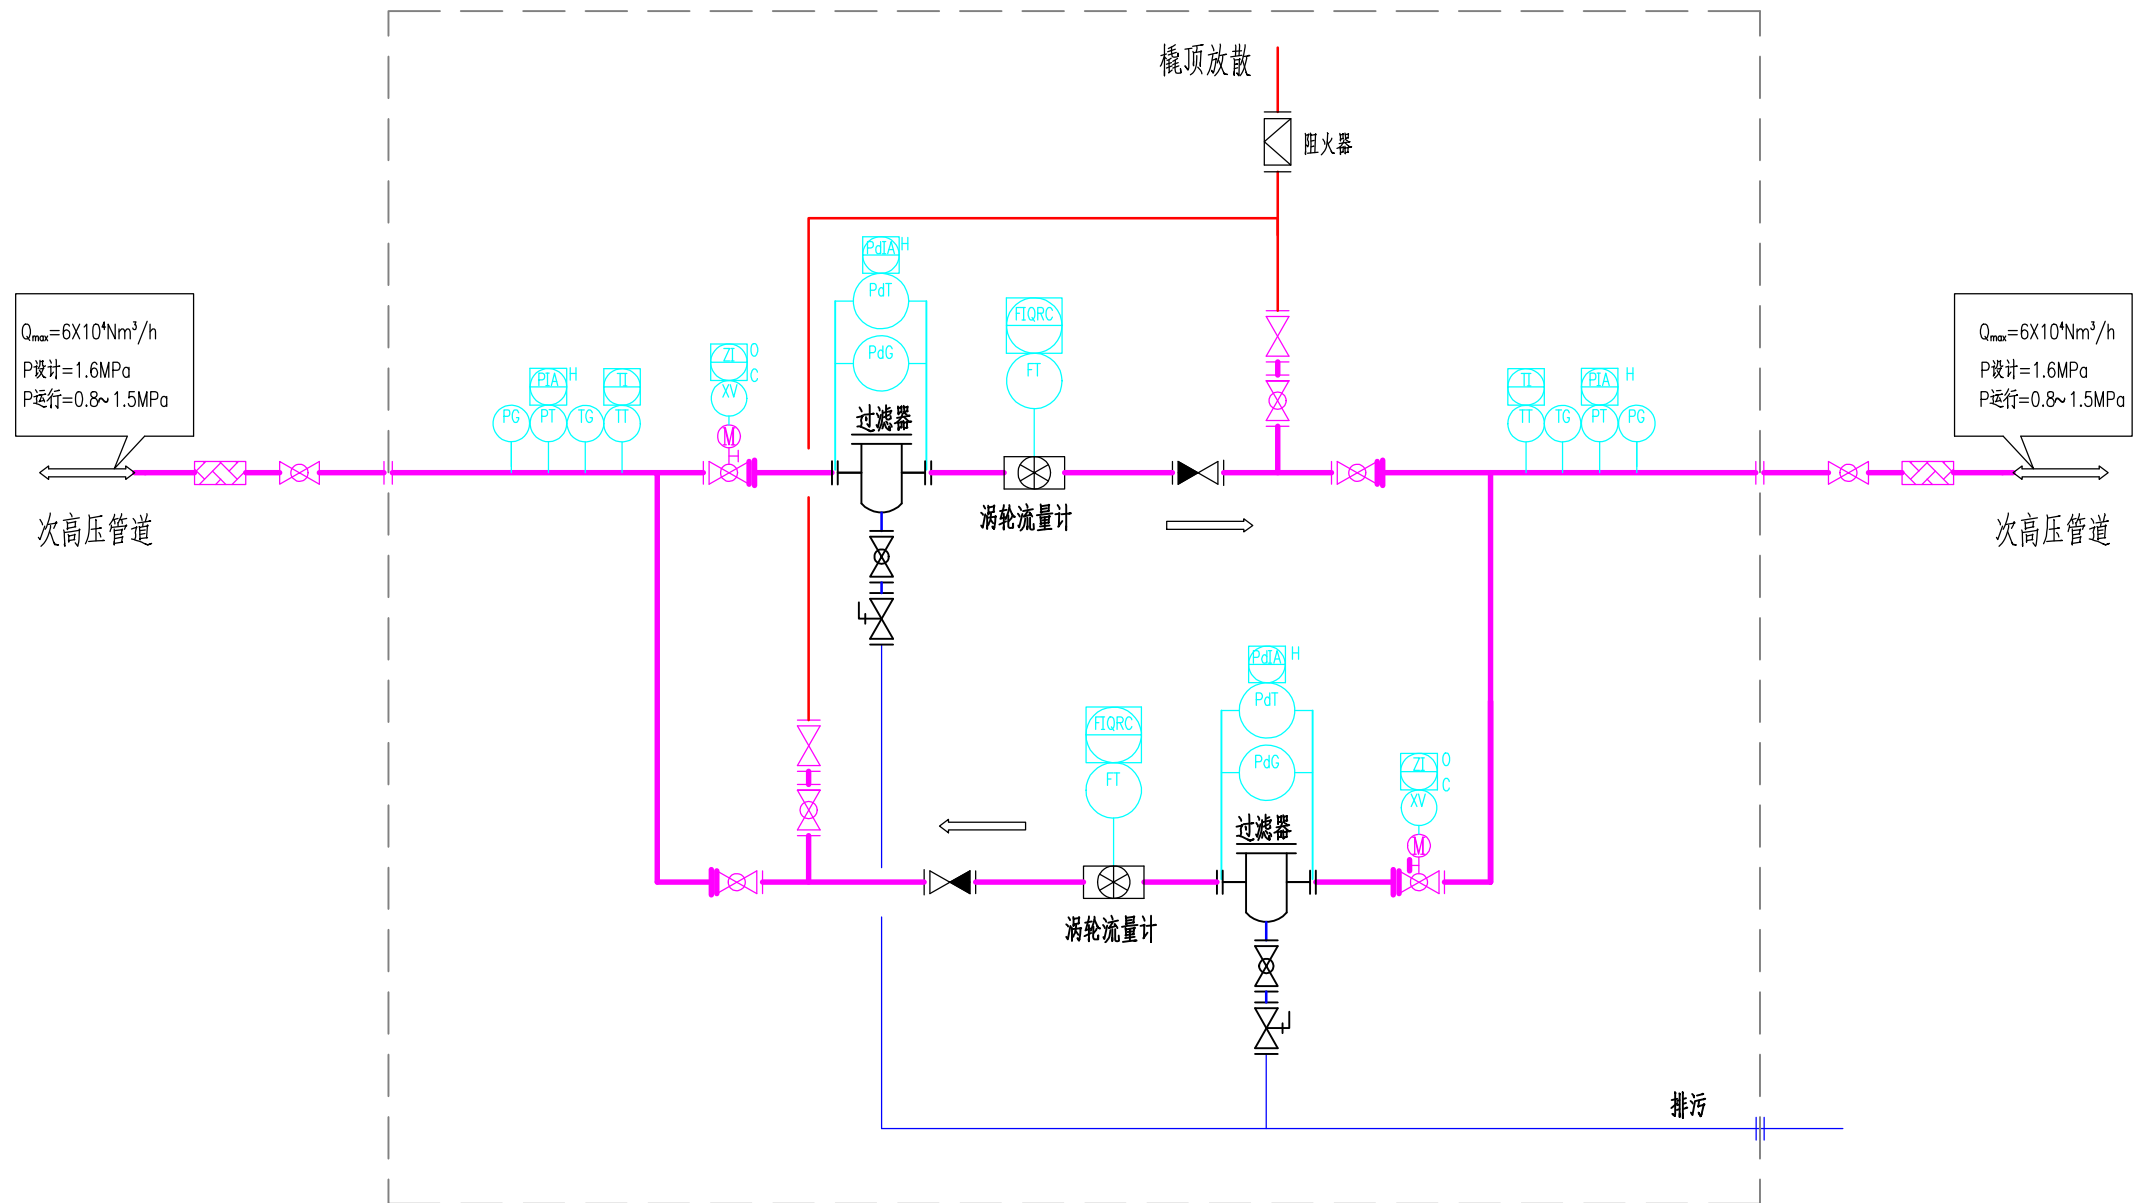 橇顶放散
阻火器
PdIA H
PdT
PdG
FIQRC
FT
Qmax=6X10⁴Nm³/h
P设计=1.6MPa
P运行=0.8~1.5MPa
次高压管道
PG
PIA H
PT
TG
TI
TT
ZI O
C
XV
M
过滤器
涡轮流量计
TI
TT
TG
PIA H
PT
PG
Qmax=6X10⁴Nm³/h
P设计=1.6MPa
P运行=0.8~1.5MPa
次高压管道
PdIA H
PdT
PdG
FIQRC
FT
过滤器
涡轮流量计
ZI O
C
XV
M
排污